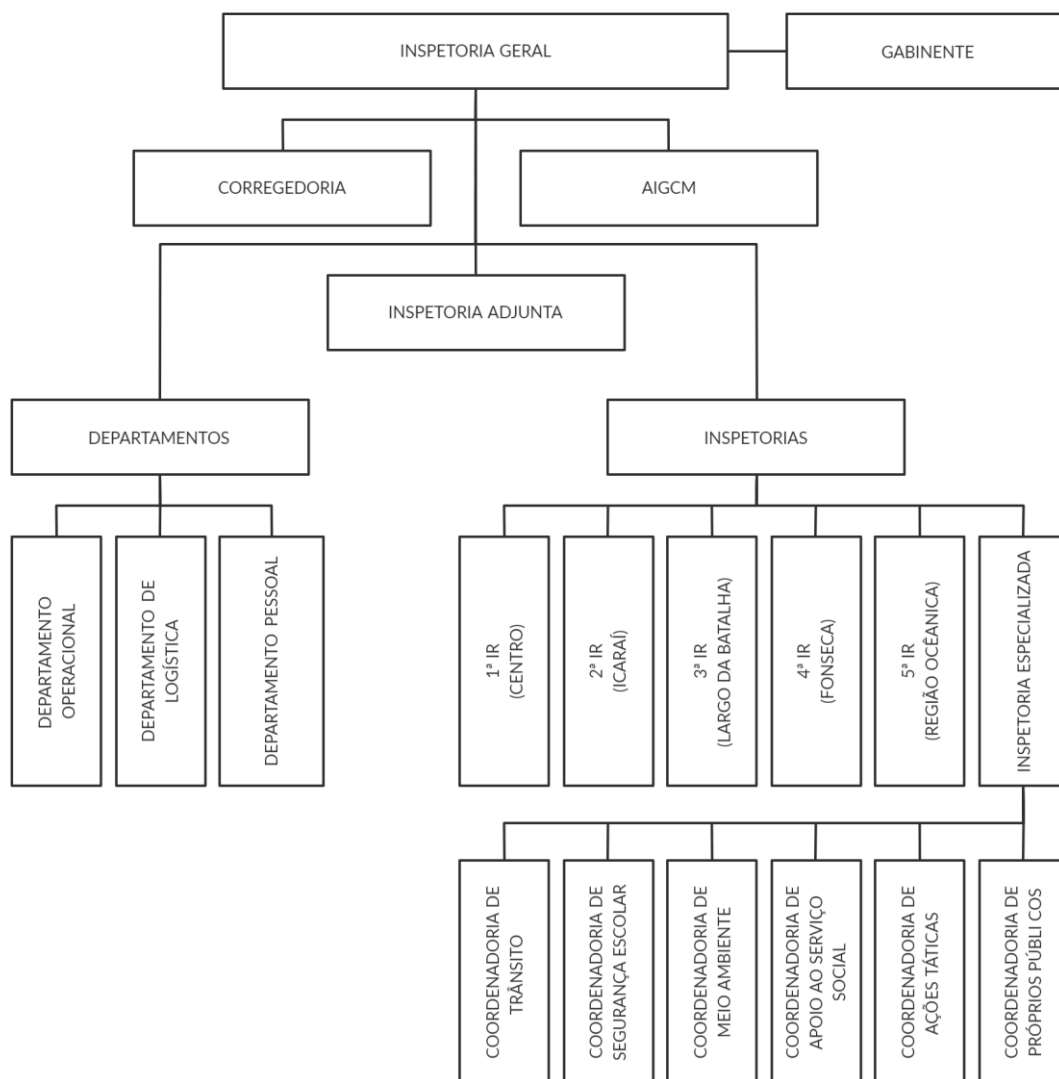 INSPETORIA GERAL
GABINENTE
CORREGEDORIA
AIGCM
INSPETORIA ADJUNTA
DEPARTAMENTOS
INSPETORIAS
DEPARTAMENTO
OPERACIONAL
DEPARTAMENTO DE
LOGÍSTICA
DEPARTAMENTO PESSOAL
1ª IR
(CENTRO)
2ª IR
(ICARAÍ)
3ª IR
(LARGO DA BATALHA)
4ª IR
(FONSECA)
5ª IR
(REGIÃO OCÊANICA)
INSPETORIA ESPECIALIZADA
COORDENADORIA DE
TRÂNSITO
COORDENADORIA DE
SEGURANÇA ESCOLAR
COORDENADORIA DE
MEIO AMBIENTE
COORDENADORIA DE
APOIO AO SERVIÇO
SOCIAL
COORDENADORIA DE
AÇÕES TÁTICAS
COORDENADORIA DE
PRÓPRIOS PÚBLI COS